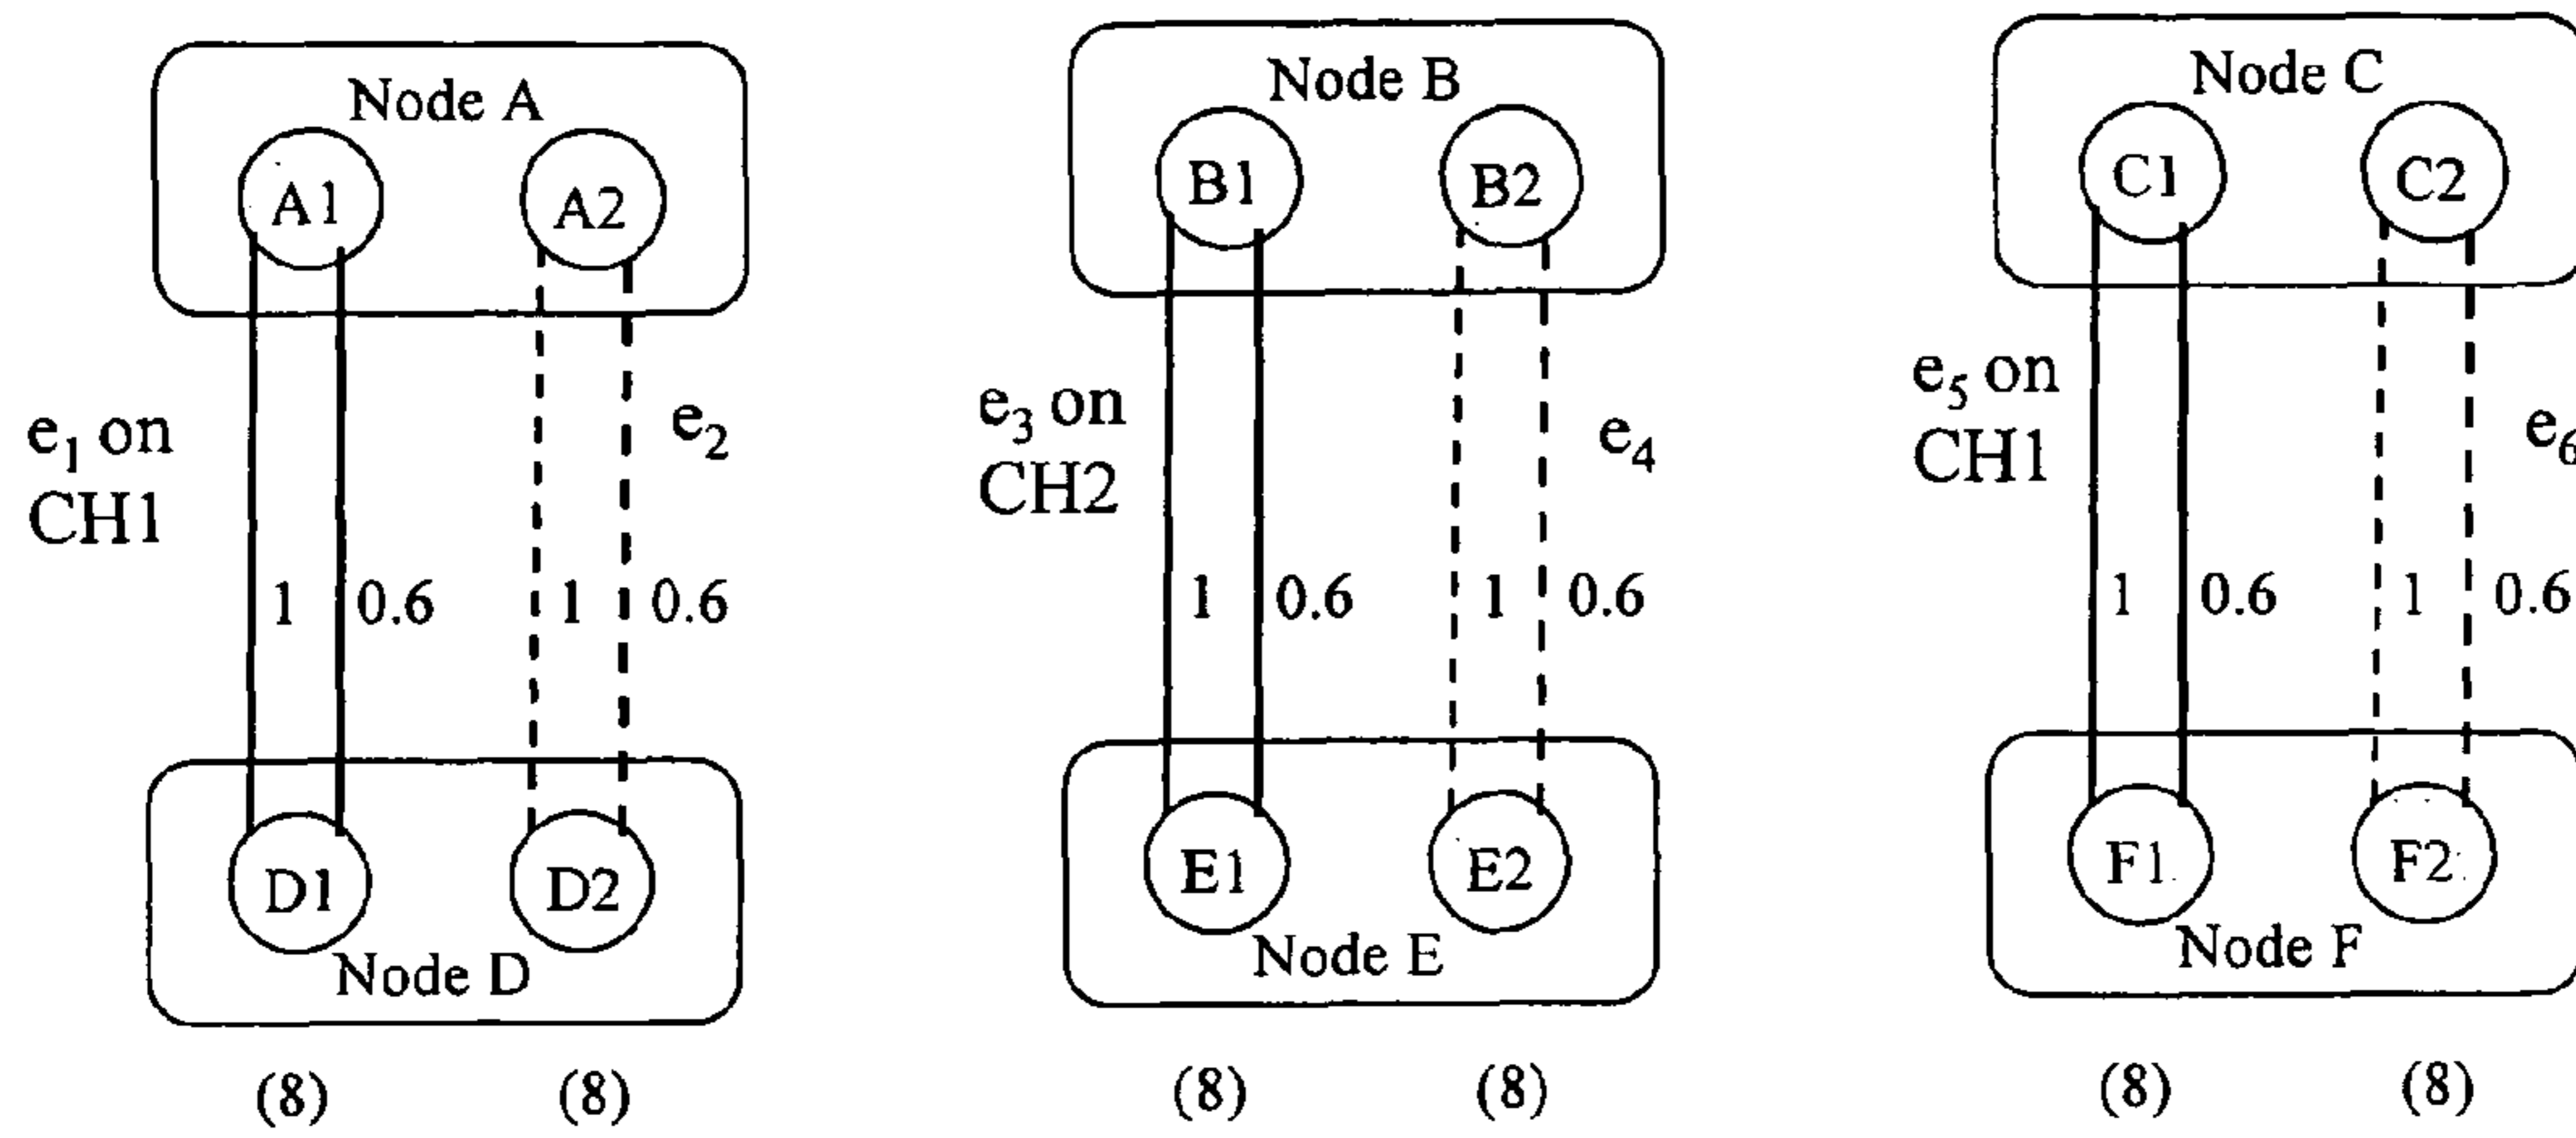 Node A
A1 A2
e₁ on
CH1
e₂
1 0.6 1 0.6
D1 D2
Node D
(8) (8)
Node B
B1 B2
e₃ on
CH2
e₄
1 0.6 1 0.6
E1 E2
Node E
(8) (8)
Node C
C1 C2
e₅ on
CH1
e₆
1 0.6 1 0.6
F1 F2
Node F
(8) (8)